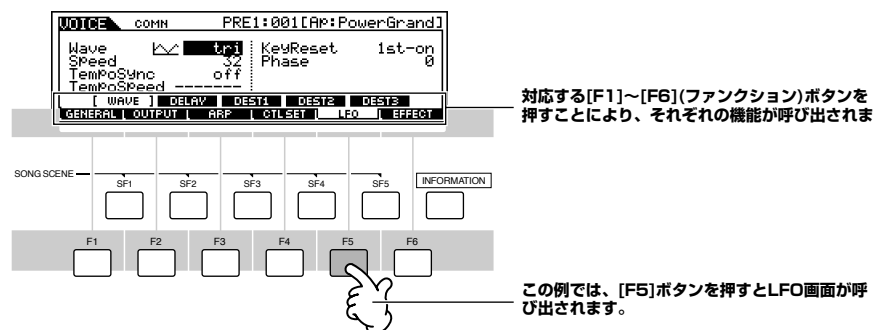 VOICE COMN PRE1:001[AP:PowerGrand]
Wave tri KeyReset 1st-on
Speed 32 Phase 0
TempoSync off
TempoSpeed -------
[ WAVE ] DELAY DEST1 DEST2 DEST3
GENERAL OUTPUT ARP CTLSET LFO EFFECT
対応する[F1]～[F6](ファンクション)ボタンを
押すことにより、それぞれの機能が呼び出されま
SONG SCENE
SF1 SF2 SF3 SF4 SF5 INFORMATION
F1 F2 F3 F4 F5 F6
この例では、[F5]ボタンを押すとLFO画面が呼
び出されます。